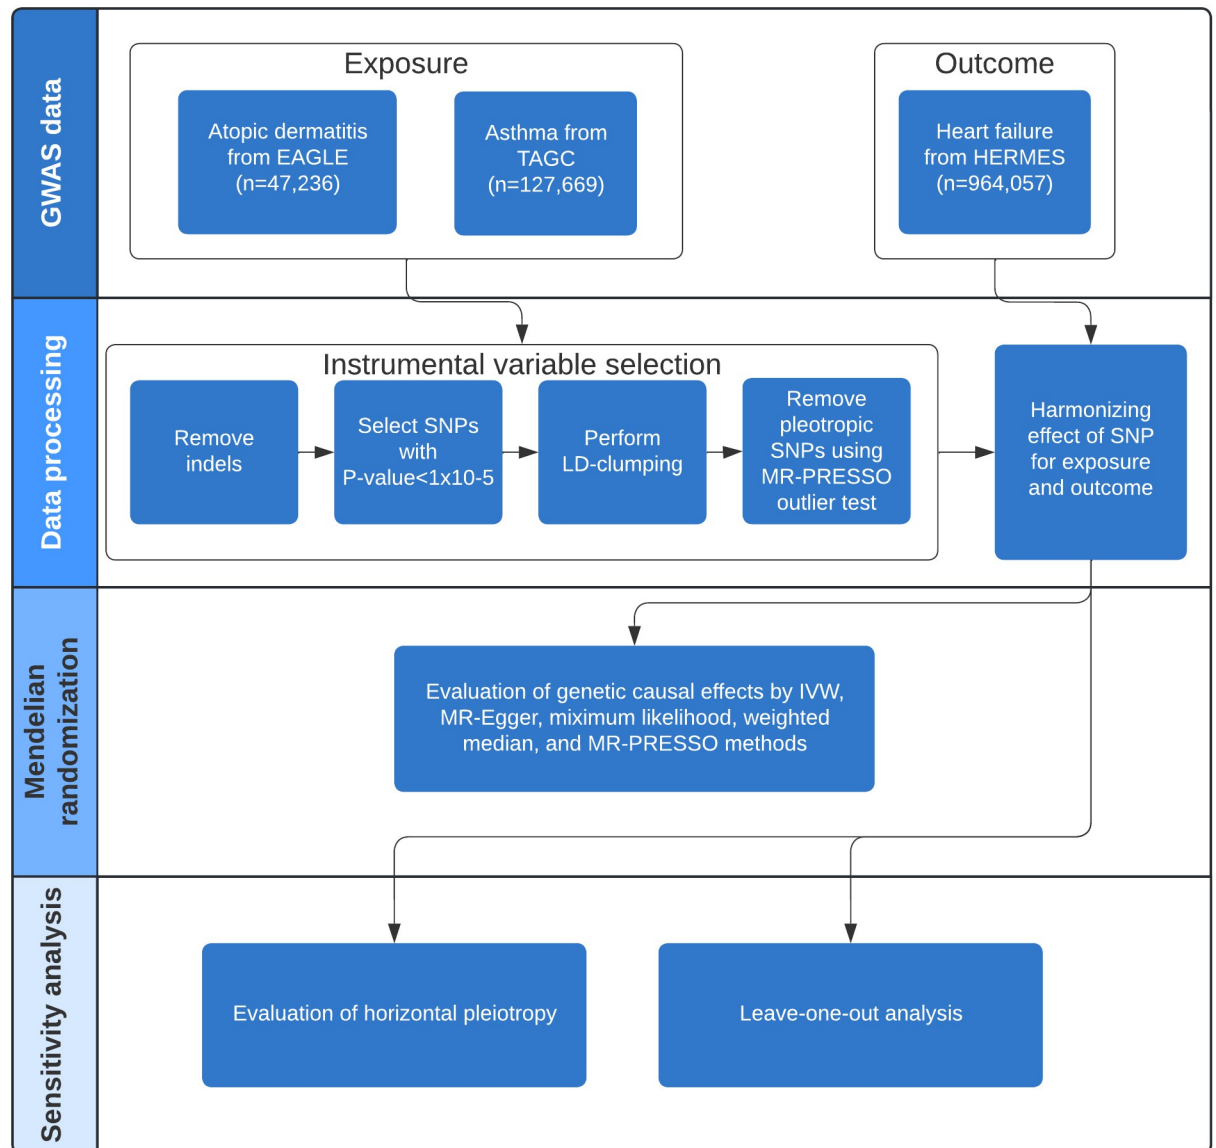 GWAS data
Exposure
Atopic dermatitis
from EAGLE
(n=47,236)
Asthma from
TAGC
(n=127,669)
Outcome
Heart failure
from HERMES
(n=964,057)
Data processing
Instrumental variable selection
Remove
indels
Select SNPs
with
P-value<1x10-5
Perform
LD-clumping
Remove
pleotropic
SNPs using
MR-PRESSO
outlier test
Harmonizing
effect of SNP
for exposure
and outcome
Mendelian
randomization
Evaluation of genetic causal effects by IVW,
MR-Egger, miximum likelihood, weighted
median, and MR-PRESSO methods
Sensitivity analysis
Evaluation of horizontal pleiotropy
Leave-one-out analysis